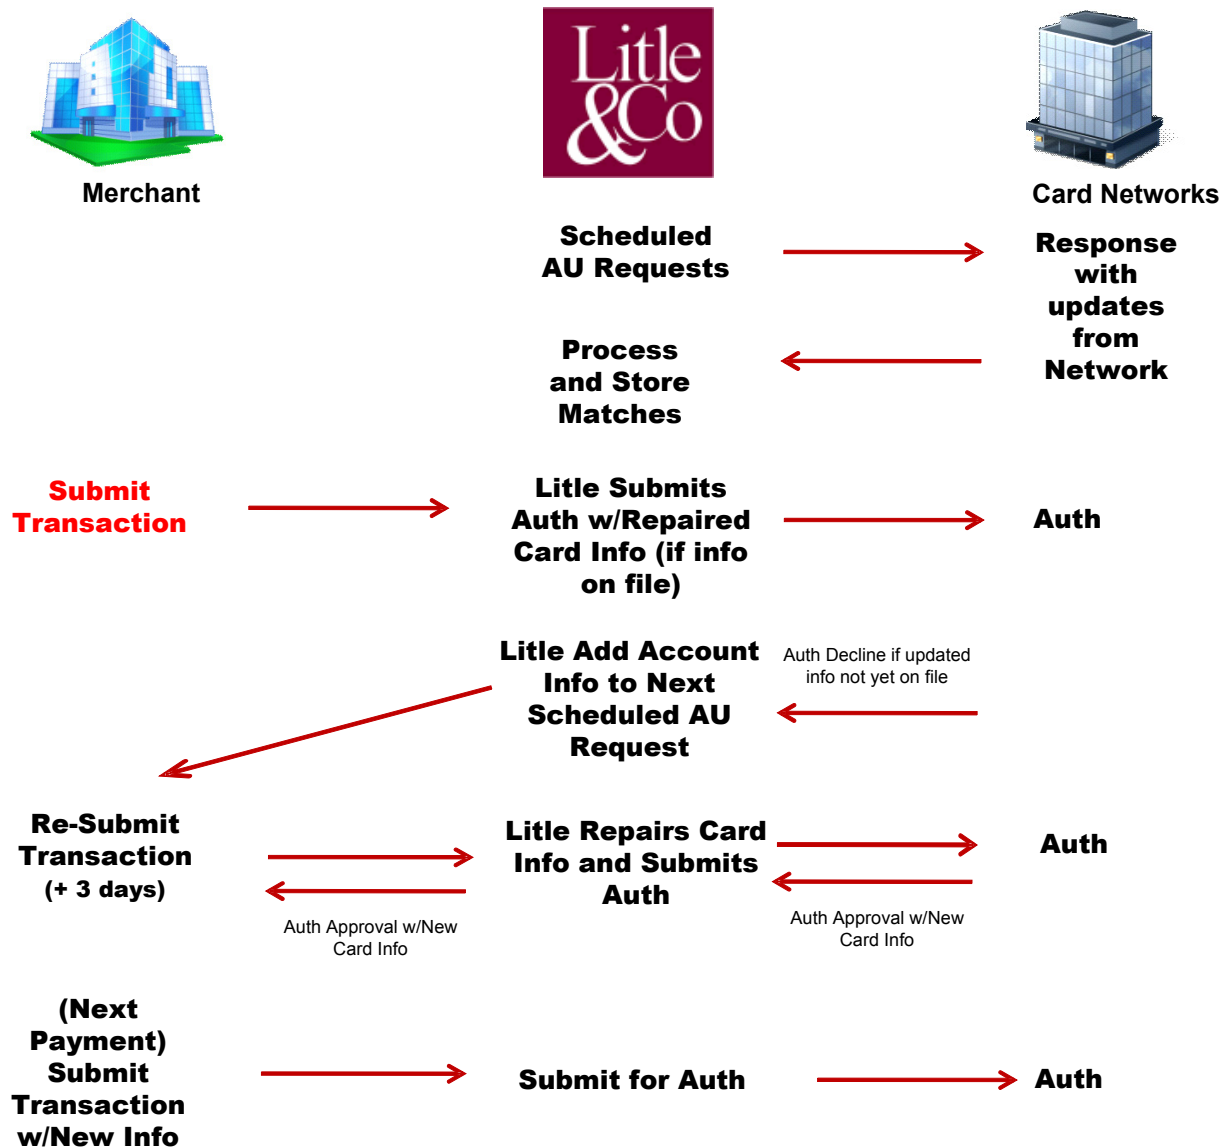 Litle
&Co
Merchant
Card Networks
Scheduled
AU Requests
Response
with
updates
from
Network
Process
and Store
Matches
Submit
Transaction
Litle Submits
Auth w/Repaired
Card Info (if info
on file)
Auth
Litle Add Account
Info to Next
Scheduled AU
Request
Auth Decline if updated
info not yet on file
Re-Submit
Transaction
(+ 3 days)
Litle Repairs Card
Info and Submits
Auth
Auth
Auth Approval w/New
Card Info
Auth Approval w/New
Card Info
(Next
Payment)
Submit
Transaction
w/New Info
Submit for Auth
Auth